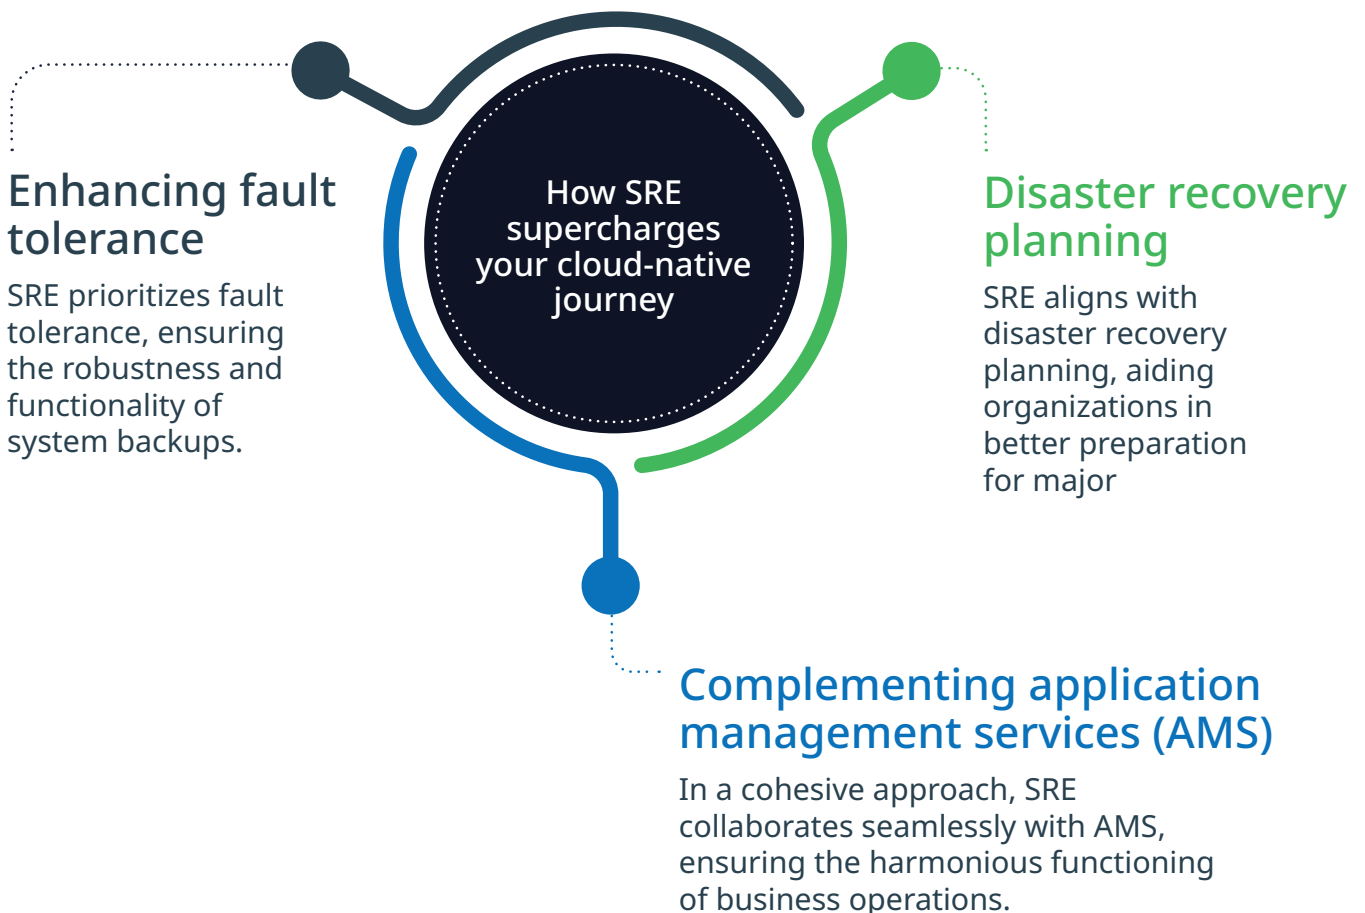 How SRE
supercharges
your cloud-native
journey
Enhancing fault
tolerance
SRE prioritizes fault
tolerance, ensuring
the robustness and
functionality of
system backups.
Disaster recovery
planning
SRE aligns with
disaster recovery
planning, aiding
organizations in
better preparation
for major
Complementing application
management services (AMS)
In a cohesive approach, SRE
collaborates seamlessly with AMS,
ensuring the harmonious functioning
of business operations.